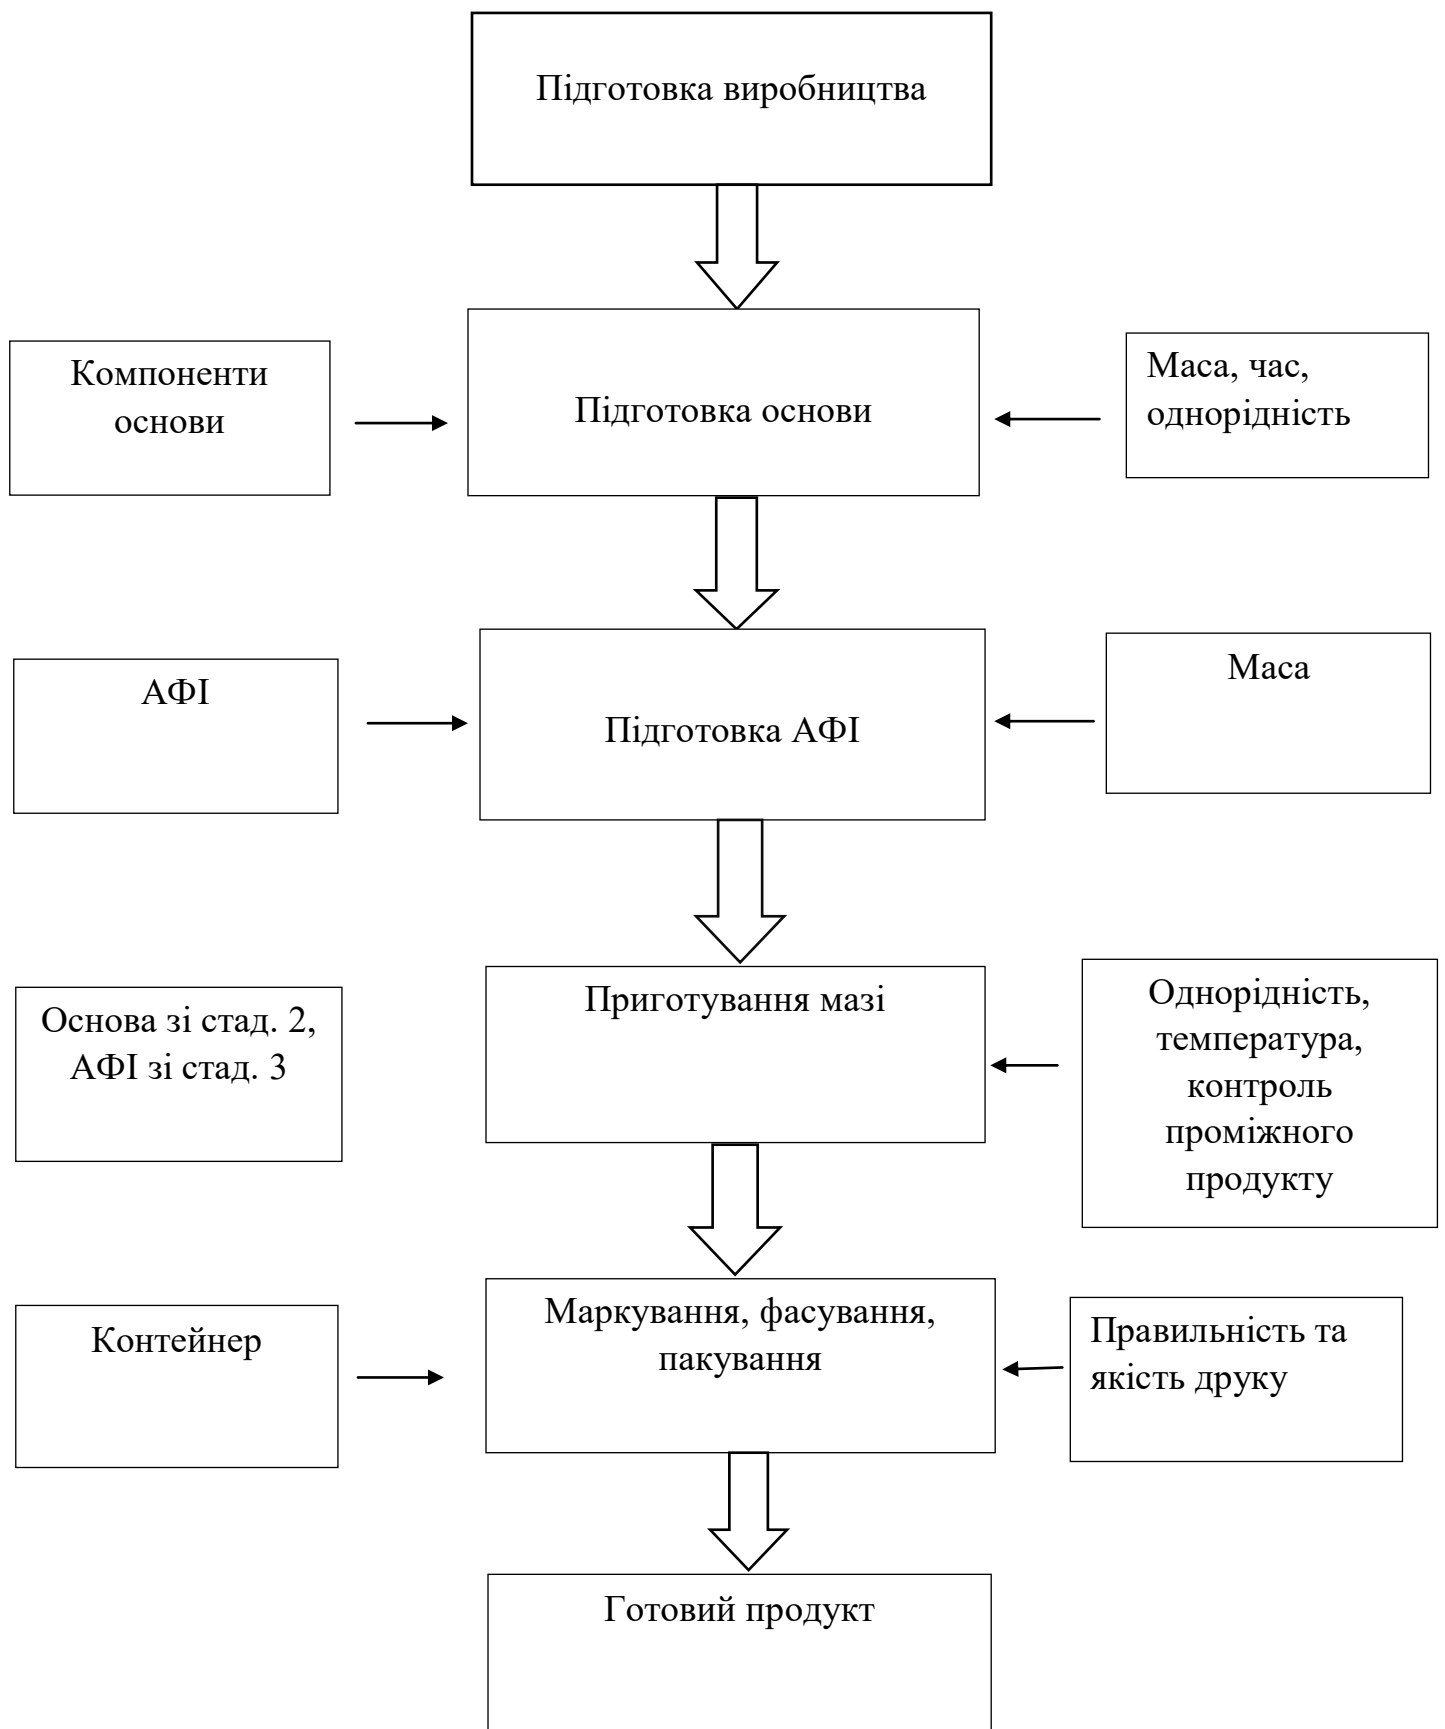 Підготовка виробництва
Компоненти
основи
Підготовка основи
Маса, час,
однорідність
АФІ
Підготовка АФІ
Маса
Основа зі стад. 2,
АФІ зі стад. 3
Приготування мазі
Однорідність,
температура,
контроль
проміжного
продукту
Контейнер
Маркування, фасування,
пакування
Правильність та
якість друку
Готовий продукт